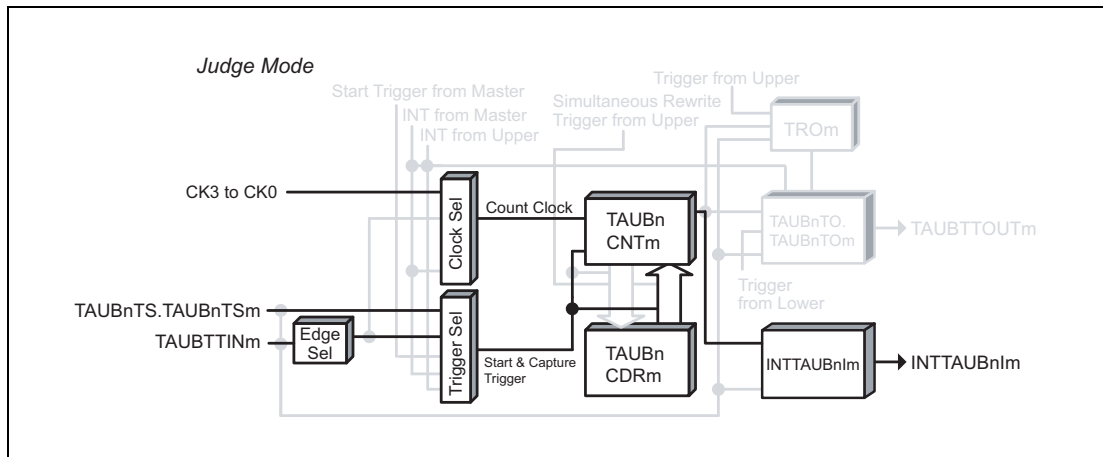 Judge Mode
Trigger from Upper
Start Trigger from Master
Simultaneous Rewrite
Trigger from Upper
INT from Master
INT from Upper
TROm
CK3 to CK0
Clock Sel
Count Clock
TAUBn
CNTm
TAUBnTO.
TAUBnTOm
TAUBTTOUTm
Trigger
from Lower
TAUBnTS.TAUBnTSm
TAUBTTINm
Edge
Sel
Trigger Sel
Start & Capture
Trigger
TAUBn
CDRm
INTTAUBnIm
INTTAUBnIm